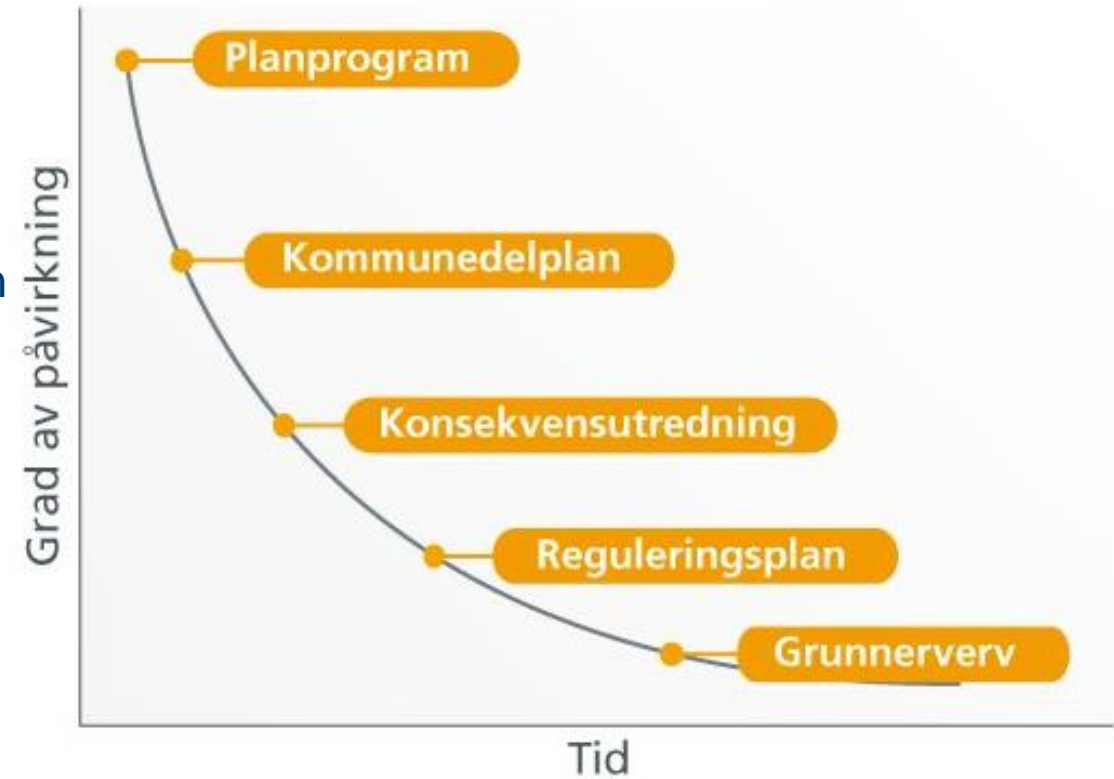 Planprogram
Kommunedelplan
Konsekvensutredning
Reguleringsplan
Grunnerverv
Grad av påvirkning
Tid